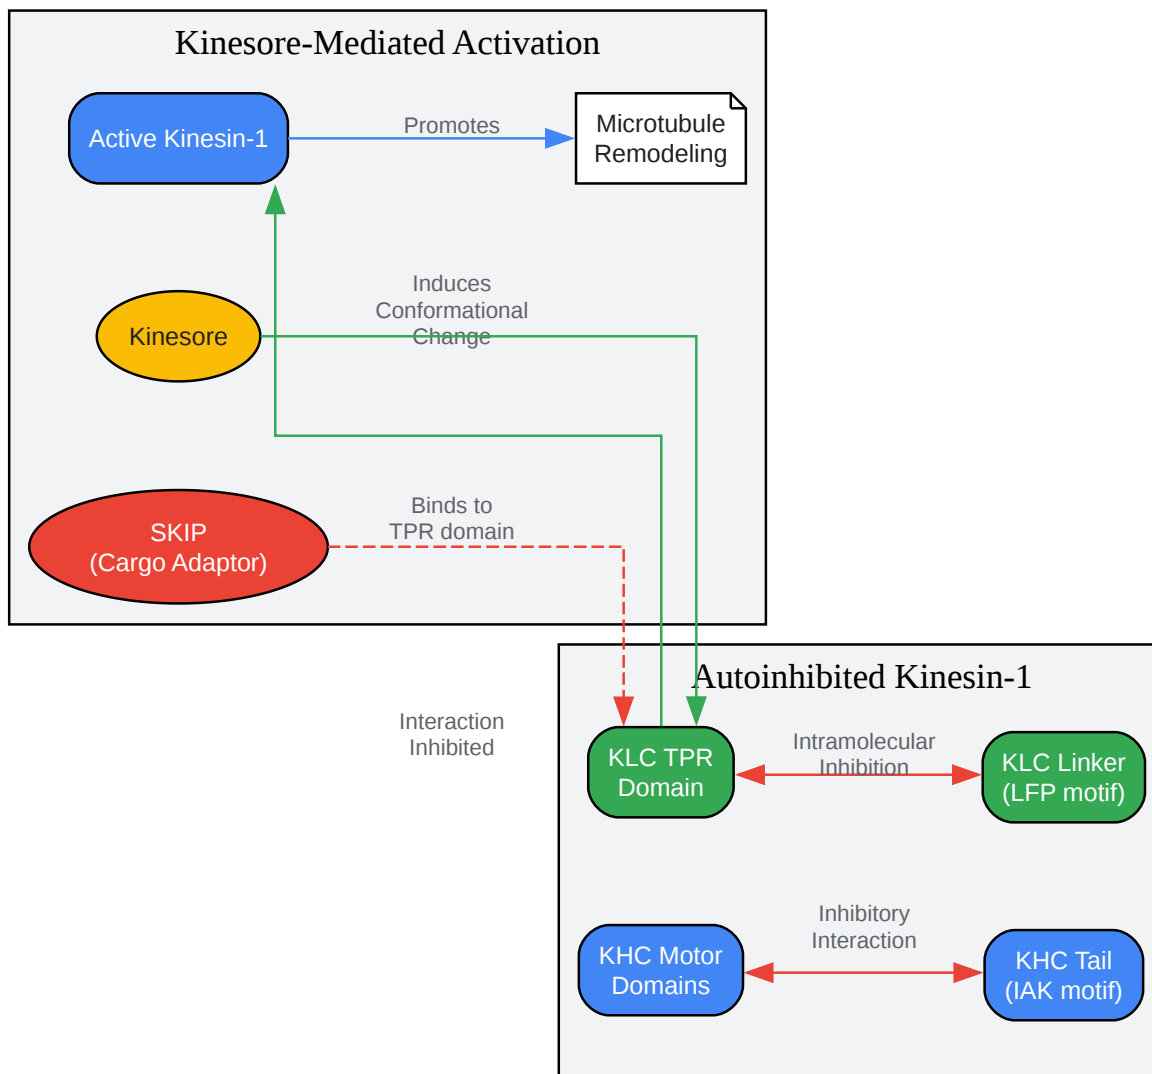 Kinesore-Mediated Activation
Active Kinesin-1
Promotes
Microtubule
Remodeling
Induces
Conformational
Change
Kinesore
Binds to
TPR domain
SKIP
(Cargo Adaptor)
Autoinhibited Kinesin-1
Interaction
Inhibited
KLC TPR
Domain
Intramolecular
Inhibition
KLC Linker
(LFP motif)
KHC Motor
Domains
Inhibitory
Interaction
KHC Tail
(IAK motif)